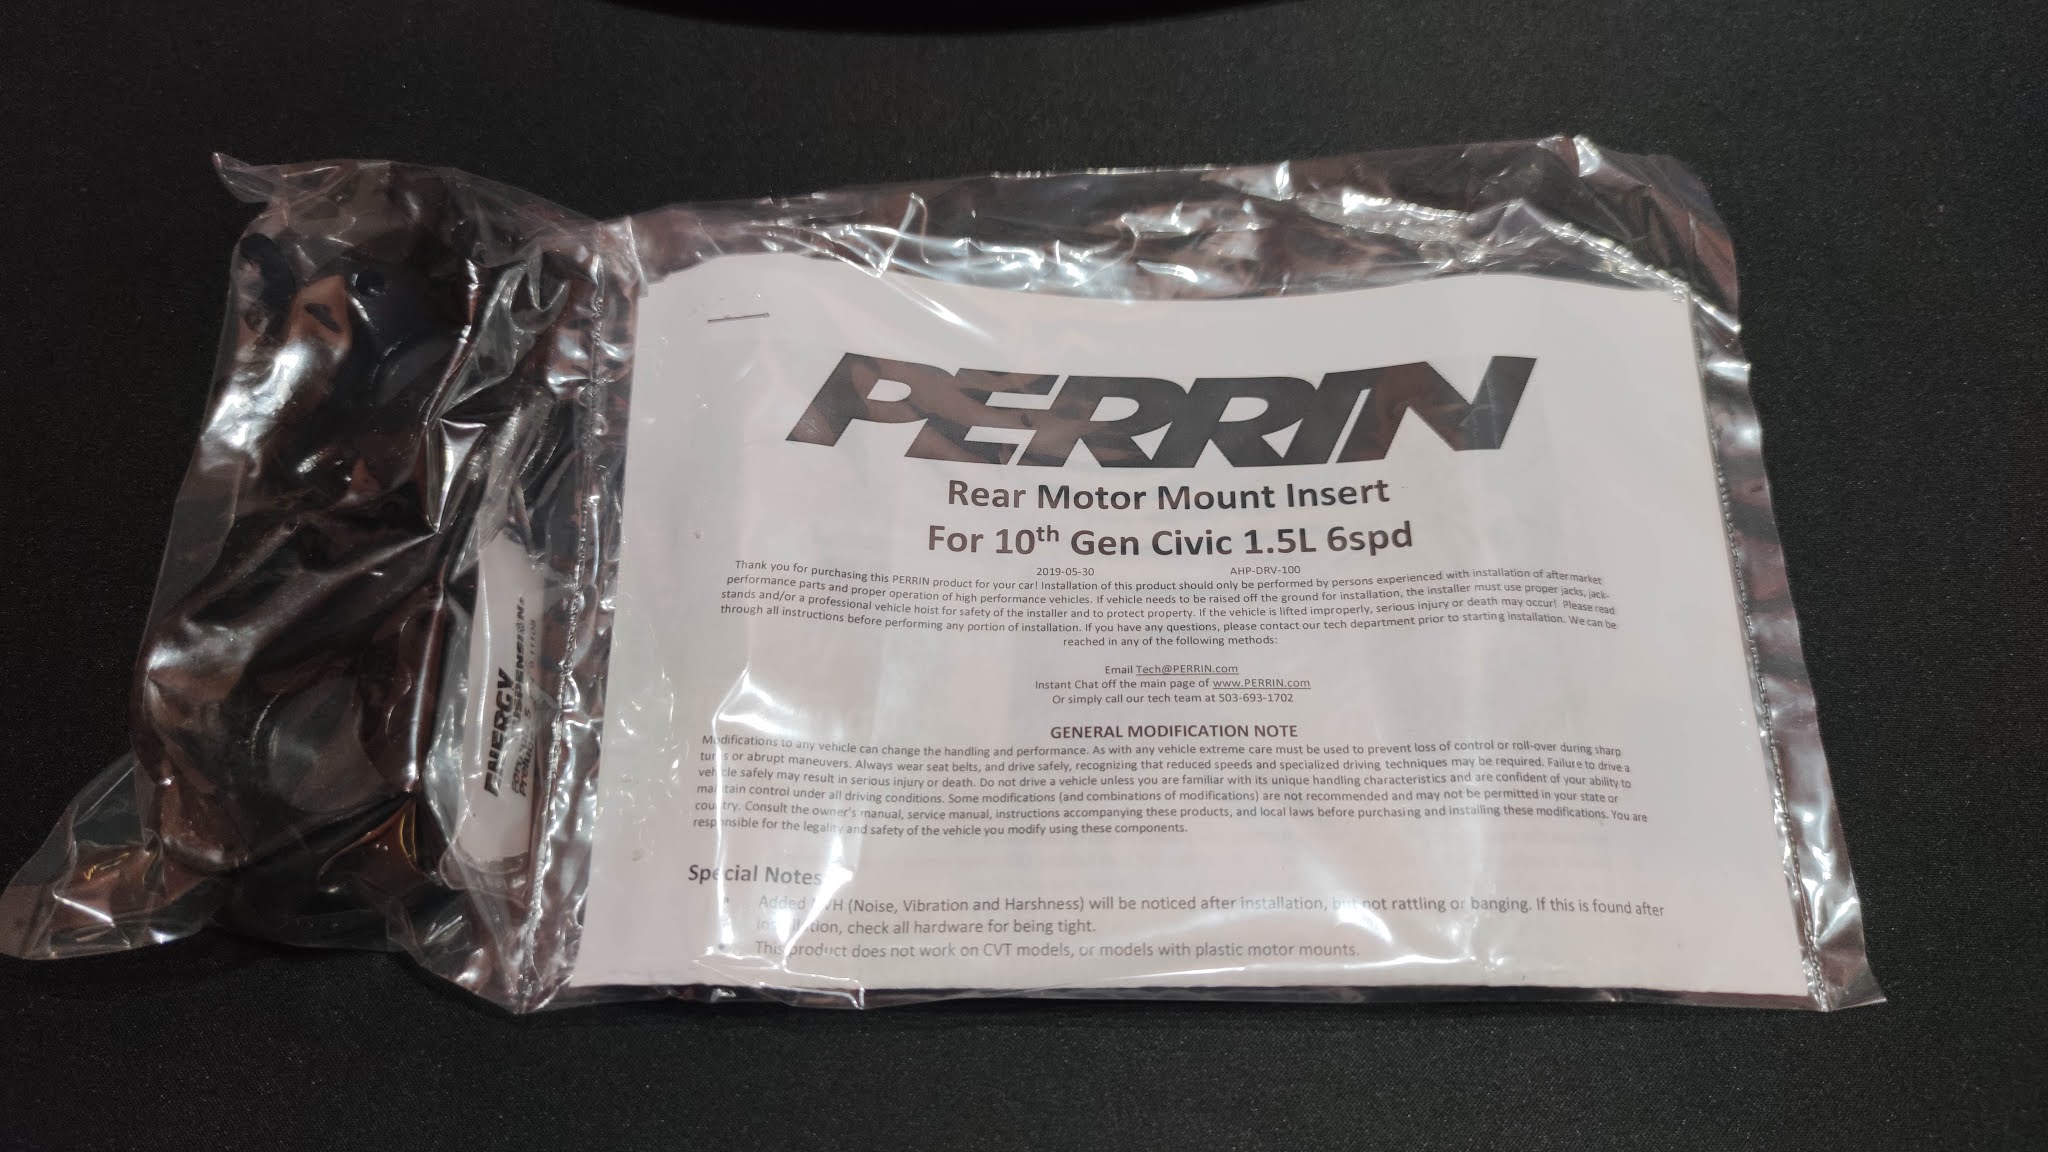 PERRIN
Rear Motor Mount Insert
For 10th Gen Civic 1.5L 6spd
2019-05-30 AHP-DRV-100
Thank you for purchasing this PERRIN product for your car! Installation of this product should only be performed by persons experienced with installation of aftermarket
performance parts and proper operation of high performance vehicles. If vehicle needs to be raised off the ground for installation, the installer must use proper jacks, jack-
stands and/or a professional vehicle hoist for safety of the installer and to protect property. If the vehicle is lifted improperly, serious injury or death may occur! Please read
through all instructions before performing any portion of installation. If you have any questions, please contact our tech department prior to starting installation. We can be
reached in any of the following methods:
Email Tech@PERRIN.com
Instant Chat off the main page of www.PERRIN.com
Or simply call our tech team at 503-693-1702
GENERAL MODIFICATION NOTE
Modifications to any vehicle can change the handling and performance. As with any vehicle extreme care must be used to prevent loss of control or roll-over during sharp
turns or abrupt maneuvers. Always wear seat belts, and drive safely, recognizing that reduced speeds and specialized driving techniques may be required. Failure to drive a
vehicle safely may result in serious injury or death. Do not drive a vehicle unless you are familiar with its unique handling characteristics and are confident of your ability to
maintain control under all driving conditions. Some modifications (and combinations of modifications) are not recommended and may not be permitted in your state or
country. Consult the owner's manual, service manual, instructions accompanying these products, and local laws before purchasing and installing these modifications. You are
responsible for the legality and safety of the vehicle you modify using these components.
Special Notes
• Added NVH (Noise, Vibration and Harshness) will be noticed after installation, but not rattling or banging. If this is found after
installation, check all hardware for being tight.
• This product does not work on CVT models, or models with plastic motor mounts.
ENERGY
SUSPENSION